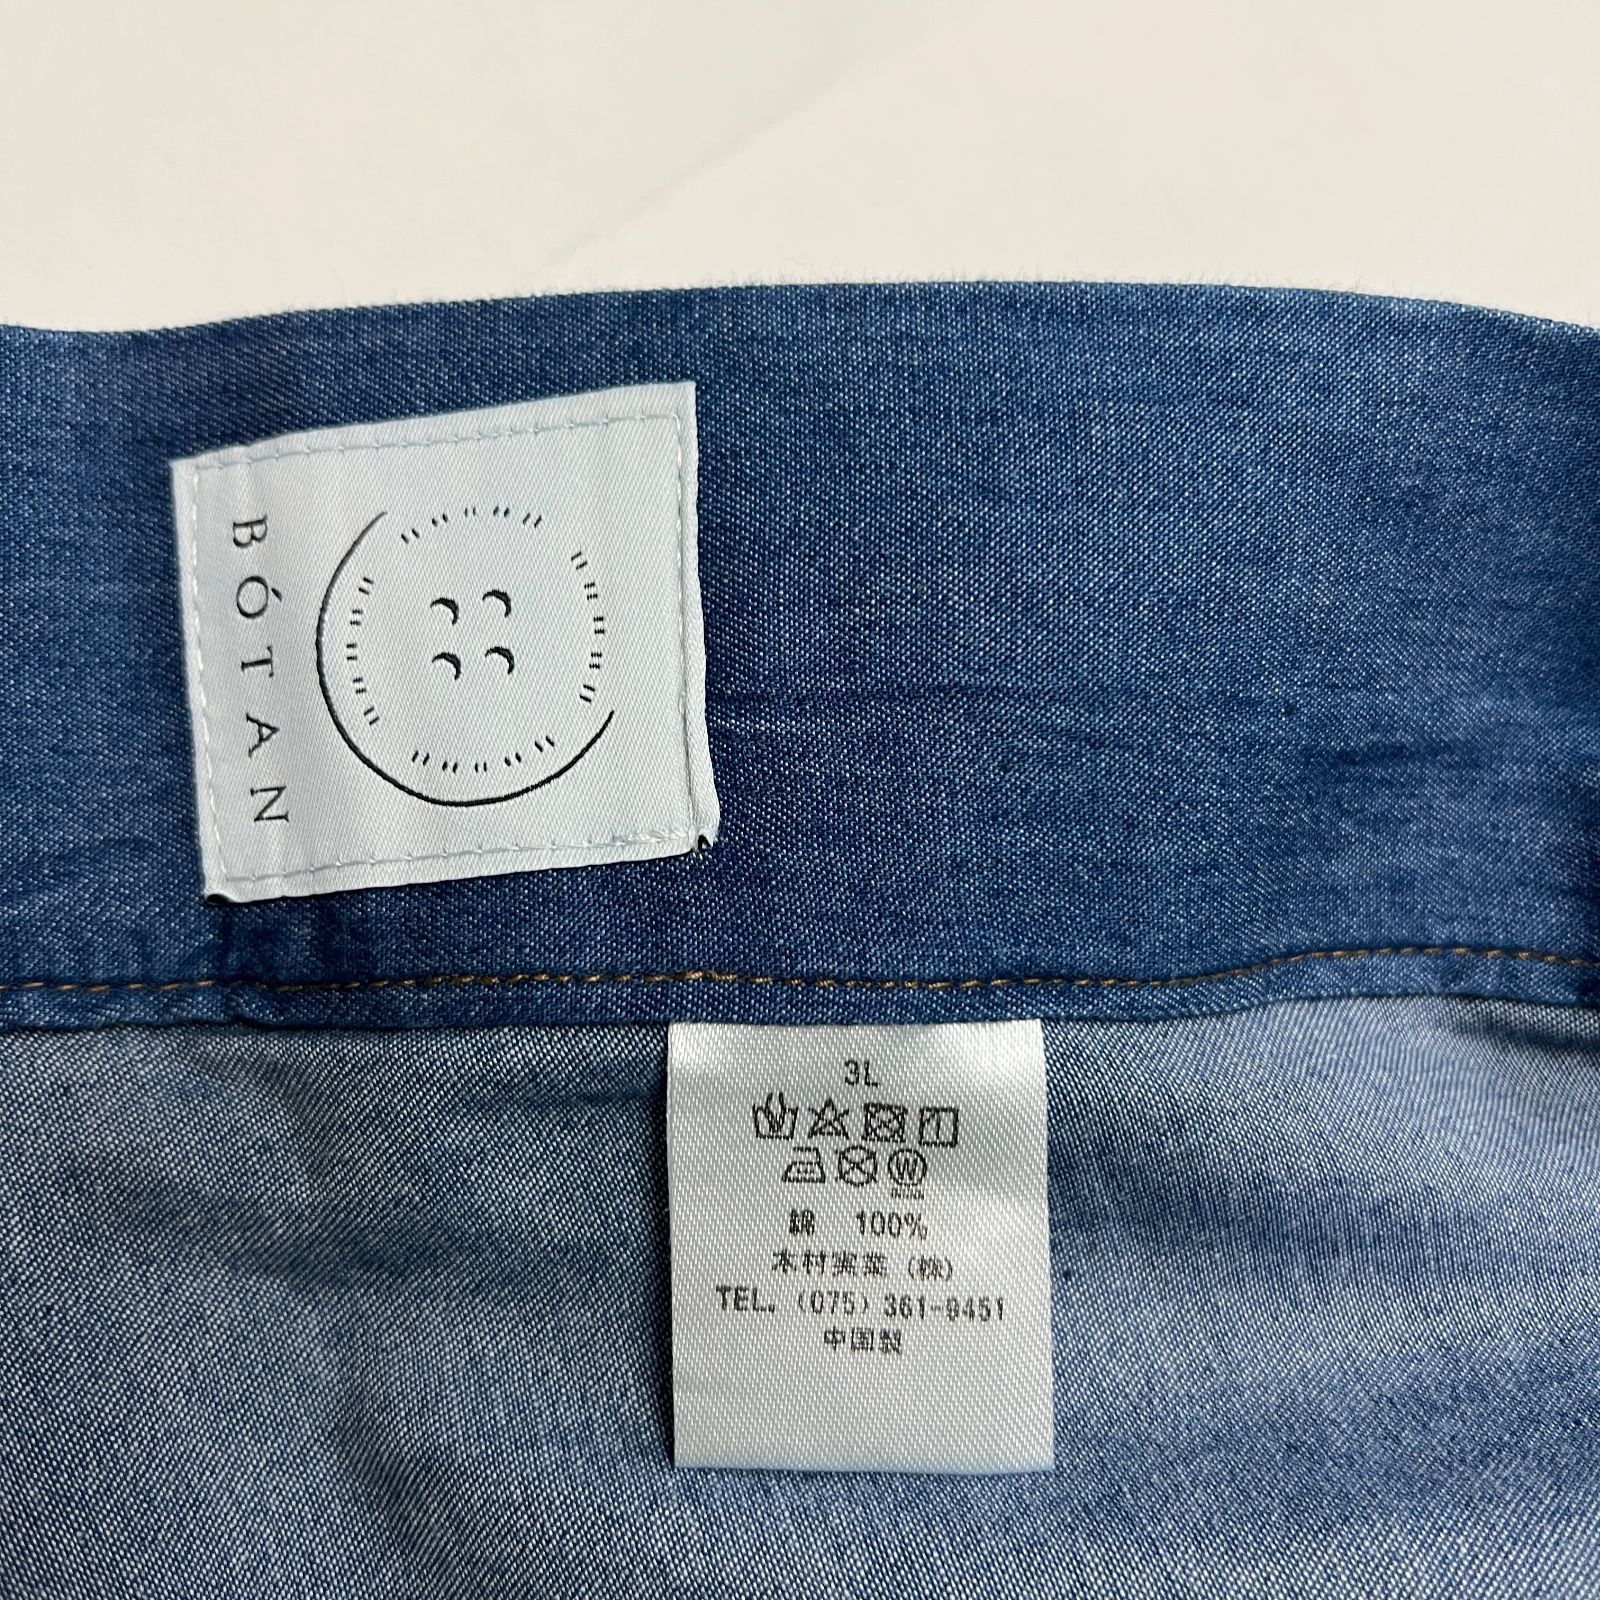 BÓTAN
3L
W
綿 100%
木村実業(株)
TEL. (075) 361-9451
中国製